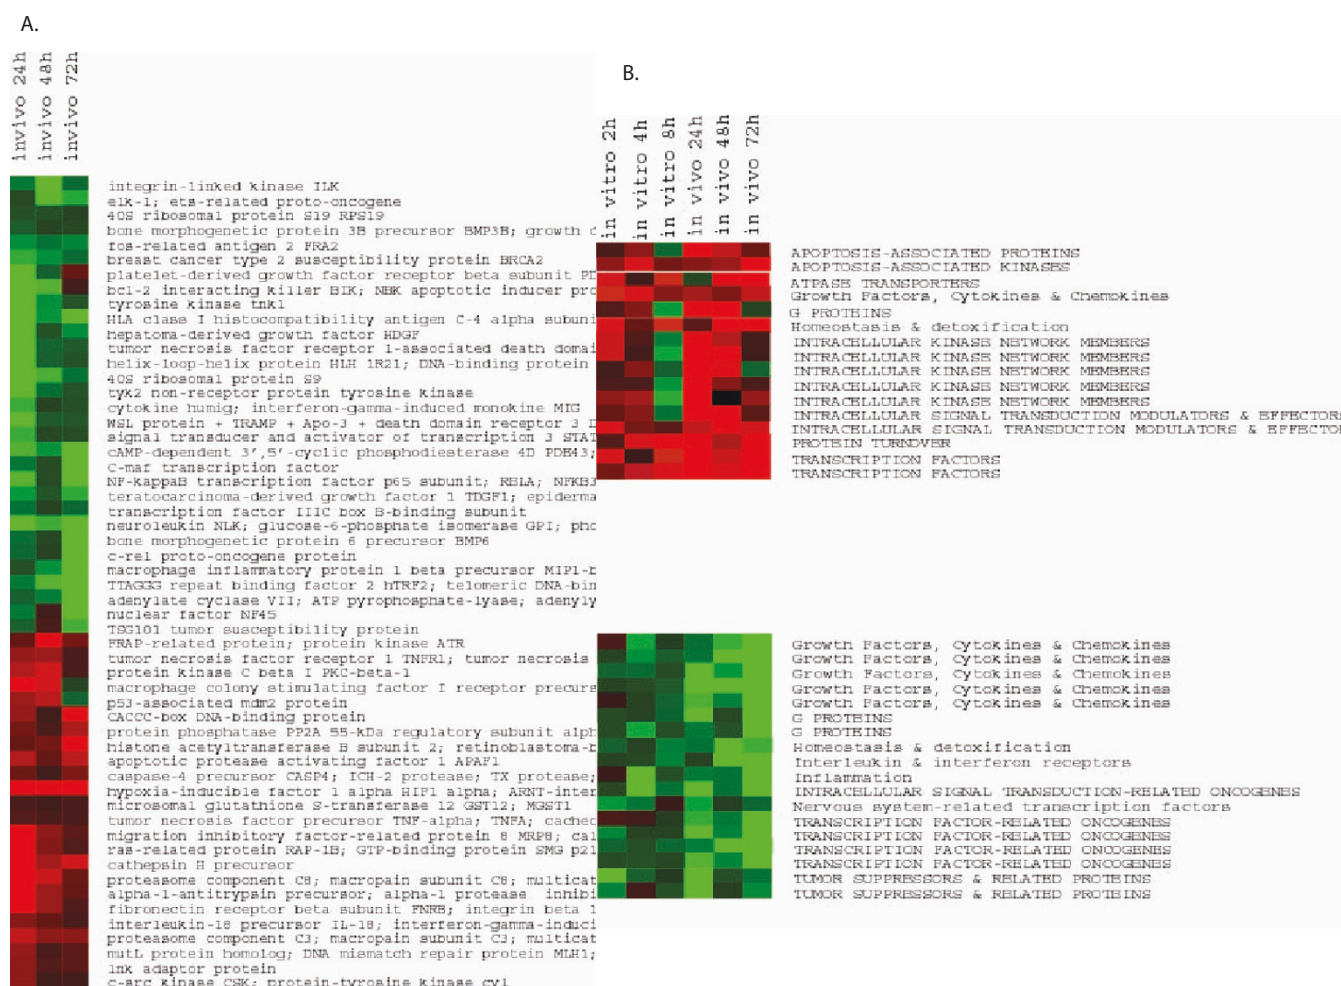 A.
invivo 24h
invivo 48h
invivo 72h
integrin-linked kinase ILK
elk-1; ets-related proto-oncogene
40S ribosomal protein S19 RPS19
bone morphogenetic protein 3B precursor BMP3B; growth d
fos-related antigen 2 FRA2
breast cancer type 2 susceptibility protein BRCA2
platelet-derived growth factor receptor beta subunit PD
bcl-2 interacting killer BIK; NBK apoptotic inducer pro
tyrosine kinase tnk1
HLA class I histocompatibility antigen C-4 alpha subuni
hepatoma-derived growth factor HDGF
tumor necrosis factor receptor 1-associated death domai
helix-loop-helix protein HLH 1R21; DNA-binding protein
40S ribosomal protein S9
tyk2 non-receptor protein tyrosine kinase
cytokine humig; interferon-gamma-induced monokine MIG
WSL protein + TRAMP + Apo-3 + death domain receptor 3 D
signal transducer and activator of transcription 3 STAT
cAMP-dependent 3',5'-cyclic phosphodiesterase 4D PDE43;
C-maf transcription factor
NF-kappaB transcription factor p65 subunit; RELA; NFKB3
teratocarcinoma-derived growth factor 1 TDGF1; epiderma
transcription factor IIIC box B-binding subunit
neuroleukin NLK; glucose-6-phosphate isomerase GPI; pho
bone morphogenetic protein 6 precursor BMP6
c-rel proto-oncogene protein
macrophage inflammatory protein 1 beta precursor MIP1-b
TTAGGG repeat binding factor 2 hTRF2; telomeric DNA-bin
adenylate cyclase VII; ATP pyrophosphate-lyase; adenyly
nuclear factor NF45
TSG101 tumor susceptibility protein
FRAP-related protein; protein kinase ATR
tumor necrosis factor receptor 1 TNFR1; tumor necrosis
protein kinase C beta I PKC-beta-1
macrophage colony stimulating factor I receptor precurs
p53-associated mdm2 protein
CACCC-box DNA-binding protein
protein phosphatase PP2A 55-kDa regulatory subunit alph
histone acetyltransferase B subunit 2; retinoblastoma-b
apoptotic protease activating factor 1 APAF1
caspase-4 precursor CASP4; ICH-2 protease; TX protease;
hypoxia-inducible factor 1 alpha HIF1 alpha; ARNT-inter
microsomal glutathione S-transferase 12 GST12; MGST1
tumor necrosis factor precursor TNF-alpha; TNFA; cachec
migration inhibitory factor-related protein 8 MRP8; cal
ras-related protein RAP-1B; GTP-binding protein SMG p21
cathepsin H precursor
proteasome component C8; macropain subunit C8; multicat
alpha-1-antitrypsin precursor; alpha-1 protease inhibi
fibronectin receptor beta subunit FNRB; integrin beta 1
interleukin-18 precursor IL-18; interferon-gamma-induci
proteasome component C3; macropain subunit C3; multicat
mutL protein homolog; DNA mismatch repair protein MLH1;
lnk adaptor protein
c-src kinase CSK; protein-tyrosine kinase cyl
B.
in vitro 2h
in vitro 4h
in vitro 8h
in vivo 24h
in vivo 48h
in vivo 72h
APOPTOSIS-ASSOCIATED PROTEINS
APOPTOSIS-ASSOCIATED KINASES
ATPASE TRANSPORTERS
Growth Factors, Cytokines & Chemokines
G PROTEINS
Homeostasis & detoxification
INTRACELLULAR KINASE NETWORK MEMBERS
INTRACELLULAR KINASE NETWORK MEMBERS
INTRACELLULAR KINASE NETWORK MEMBERS
INTRACELLULAR KINASE NETWORK MEMBERS
INTRACELLULAR KINASE NETWORK MEMBERS
INTRACELLULAR SIGNAL TRANSDUCTION MODULATORS & EFFECTORS
INTRACELLULAR SIGNAL TRANSDUCTION MODULATORS & EFFECTO
PROTEIN TURNOVER
TRANSCRIPTION FACTORS
TRANSCRIPTION FACTORS
Growth Factors, Cytokines & Chemokines
Growth Factors, Cytokines & Chemokines
Growth Factors, Cytokines & Chemokines
Growth Factors, Cytokines & Chemokines
Growth Factors, Cytokines & Chemokines
G PROTEINS
G PROTEINS
Homeostasis & detoxification
Interleukin & interferon receptors
Inflammation
INTRACELLULAR SIGNAL TRANSDUCTION-RELATED ONCOGENES
Nervous system-related transcription factors
TRANSCRIPTION FACTOR-RELATED ONCOGENES
TRANSCRIPTION FACTOR-RELATED ONCOGENES
TRANSCRIPTION FACTOR-RELATED ONCOGENES
TRANSCRIPTION FACTOR-RELATED ONCOGENES
TUMOR SUPPRESSORS & RELATED PROTEINS
TUMOR SUPPRESSORS & RELATED PROTEINS